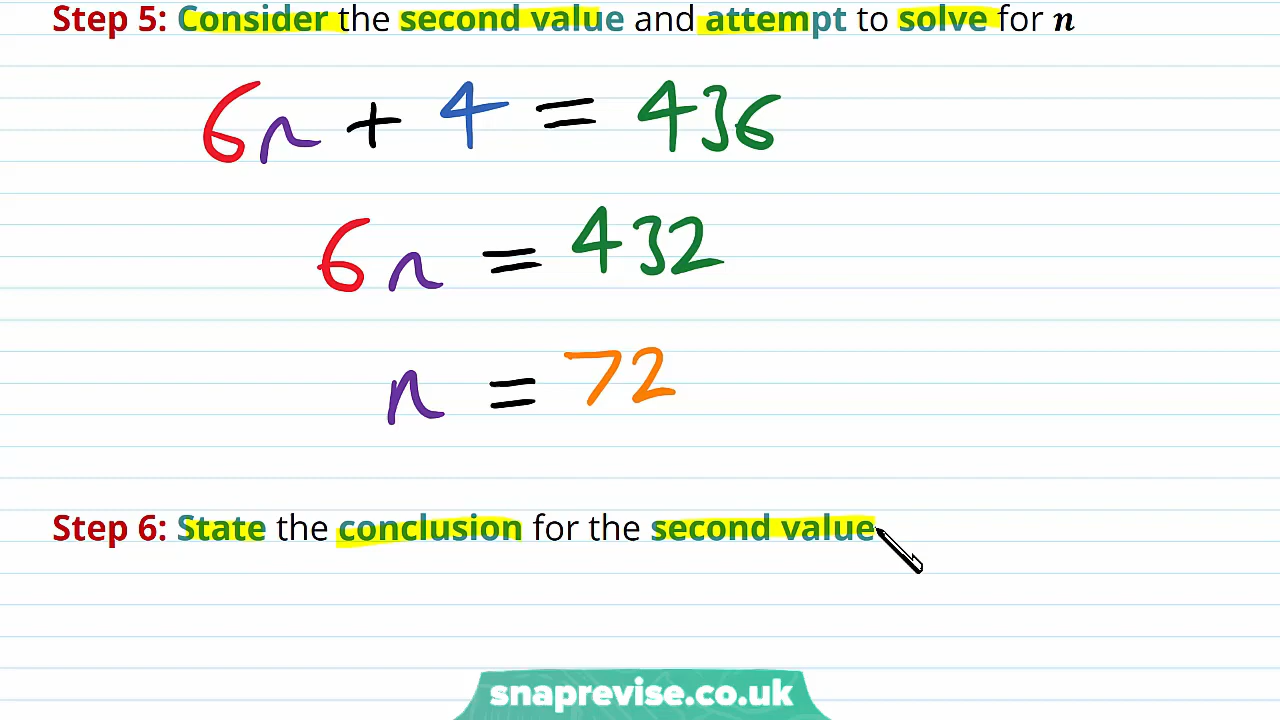 Step 5: Consider the second value and attempt to solve for n
6n + 4 = 436
6n = 432
n = 72
Step 6: State the conclusion for the second value
snaprevise.co.uk